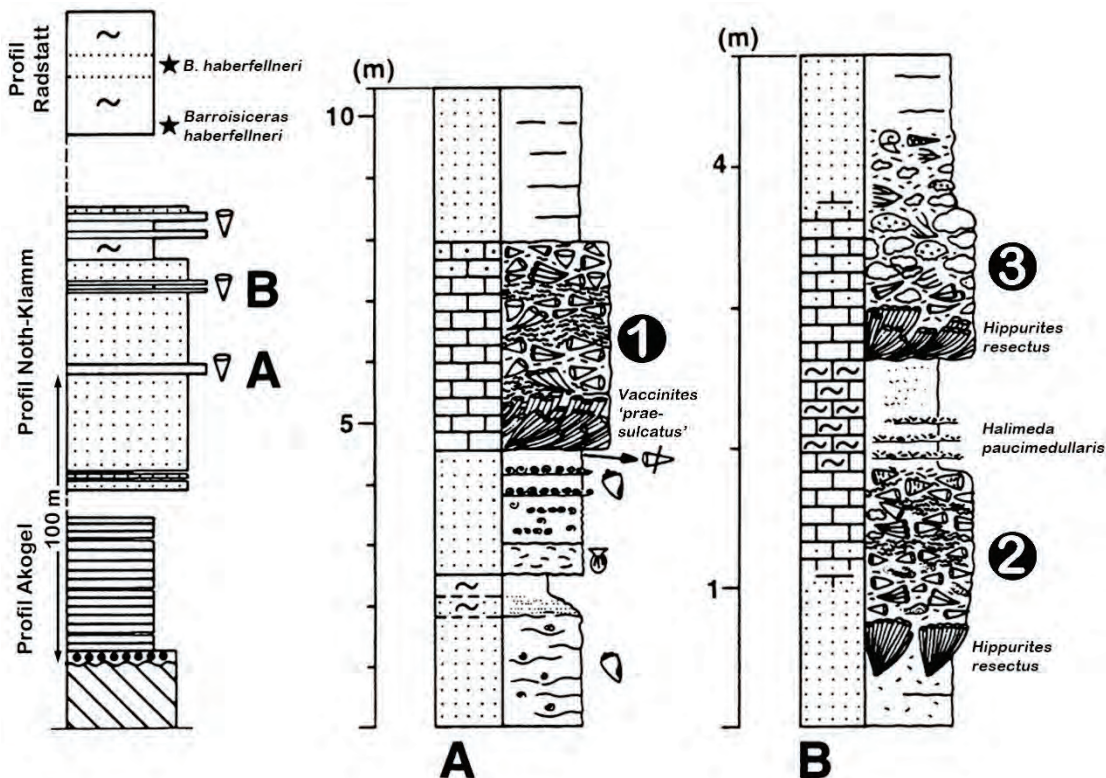 Profil
Radstatt
B. haberfellneri
Barroisiceras
haberfellneri
Profil Noth-Klamm
B
A
100 m
Profil Akogel
(m)
10
5
1
Vaccinites
‘prae-
sulcatus’
A
(m)
4
1
3
Hippurites
resectus
Halimeda
paucimedullaris
2
Hippurites
resectus
B